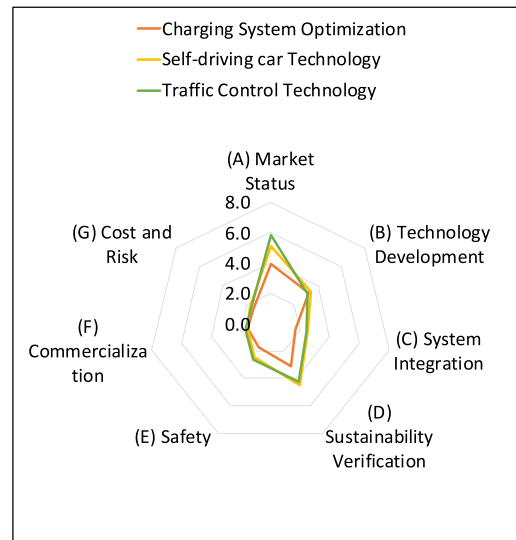 Charging System Optimization
Self-driving car Technology
Traffic Control Technology
(A) Market
Status
8.0
6.0
4.0
2.0
0.0
(B) Technology
Development
(C) System
Integration
(D)
Sustainability
Verification
(E) Safety
(F)
Commercializa
tion
(G) Cost and
Risk